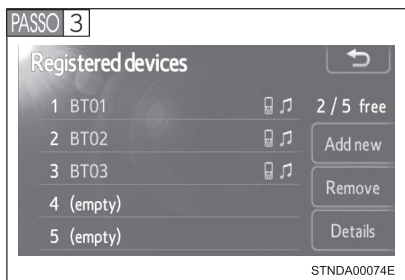 PASSO 3
Registered devices
1 BT01
2 / 5 free
2 BT02
Add new
3 BT03
Remove
4 (empty)
5 (empty)
Details
STNDA00074E